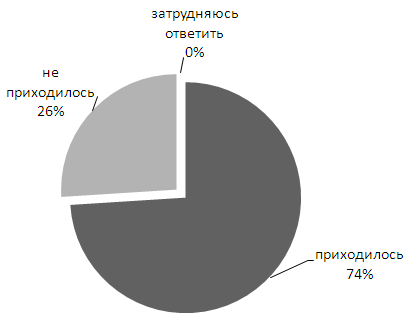 затрудняюсь
ответить
0%
не
приходилось
26%
приходилось
74%